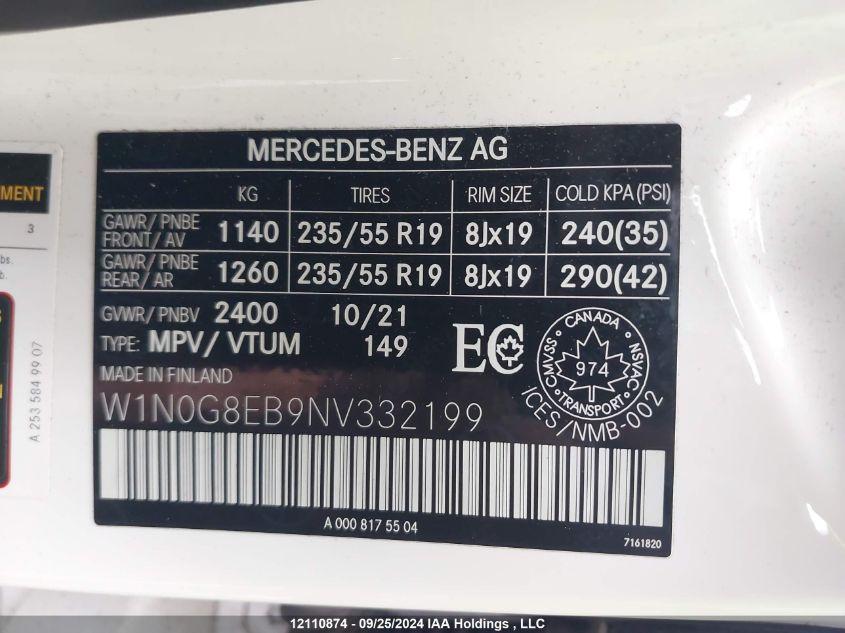 MERCEDES-BENZ AG
KG TIRES RIM SIZE COLD KPA(PSI)
GAWR/ PNBE FRONT/ AV 1140 235/55 R19 8Jx19 240(35)
GAWR/ PNBE REAR/ AR 1260 235/55 R19 8Jx19 290(42)
GVWR/ PNBV 2400 10/21
TYPE: MPV/ VTUM 149
EC
CANADA
CMVSS NSVAC
974
TRANSPORT
ICES/NMB-002
MADE IN FINLAND
W1N0G8EB9NV332199
A 000 817 55 04
7161820
MENT
3
bs.
b.
A 253 584 99 07
12110874 - 09/25/2024 IAA Holdings , LLC